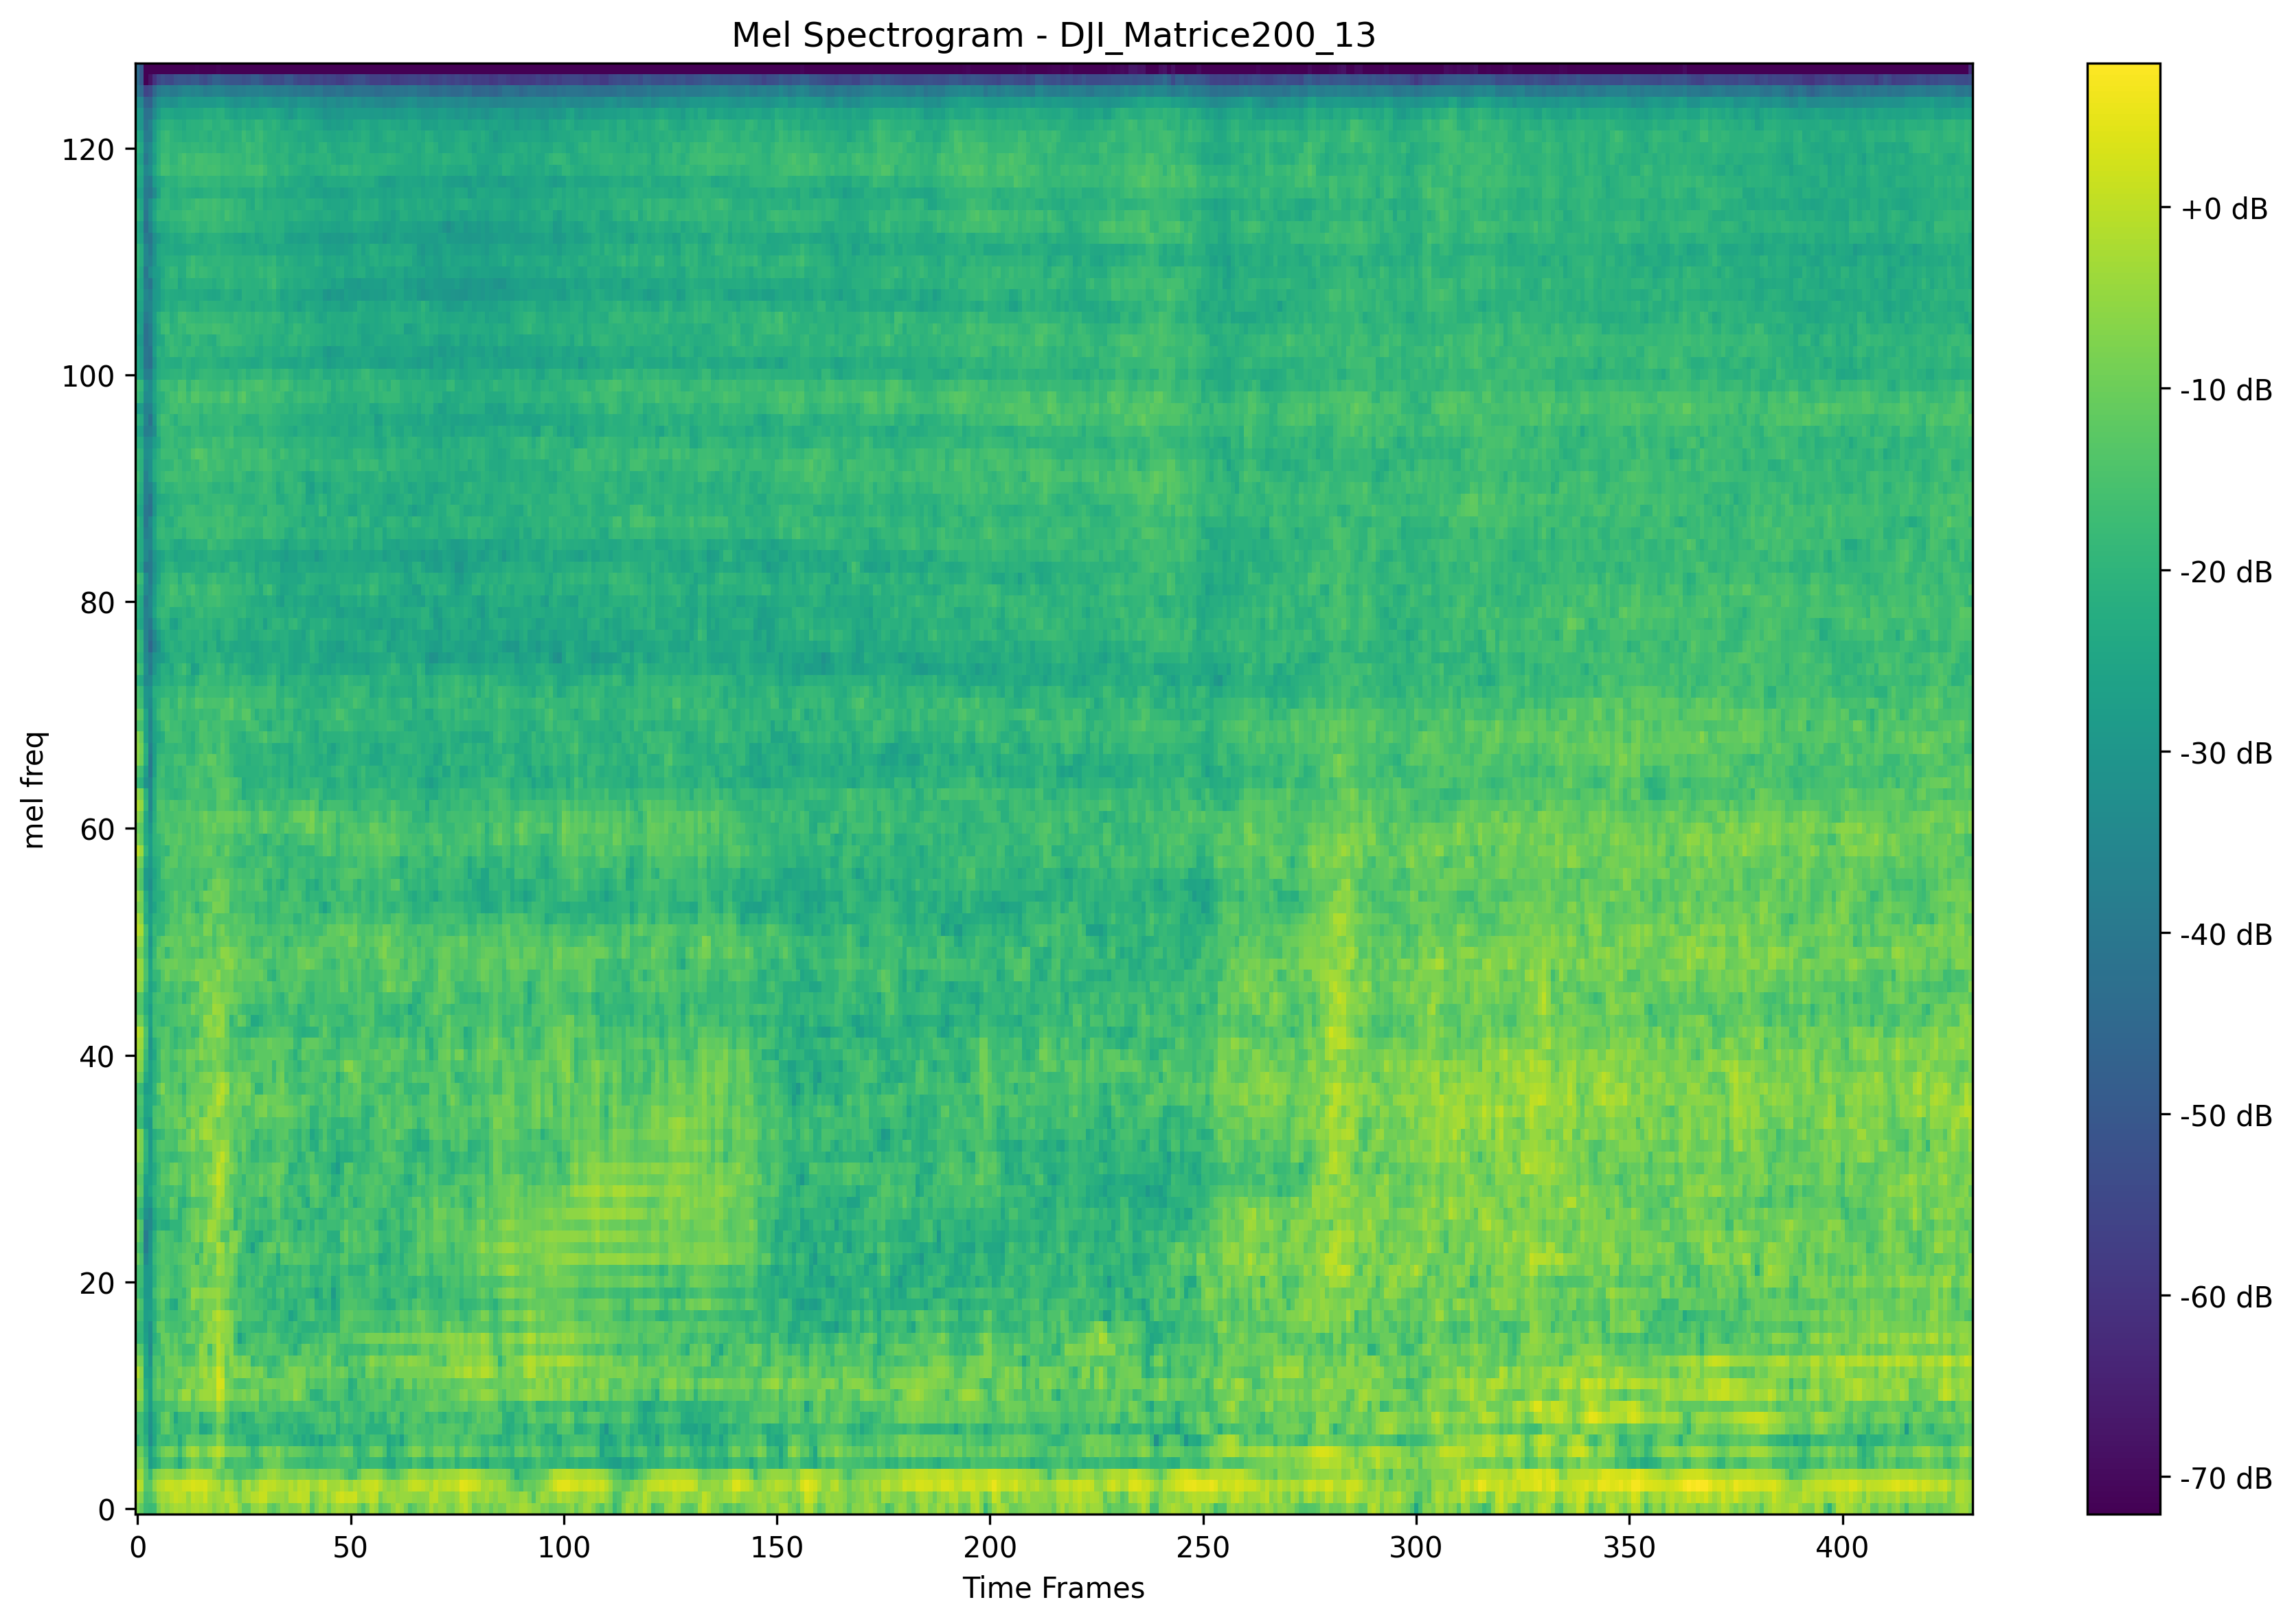 Mel Spectrogram - DJI_Matrice200_13
120
100
80
60
40
20
0
mel freq
0 50 100 150 200 250 300 350 400
Time Frames
+0 dB
-10 dB
-20 dB
-30 dB
-40 dB
-50 dB
-60 dB
-70 dB